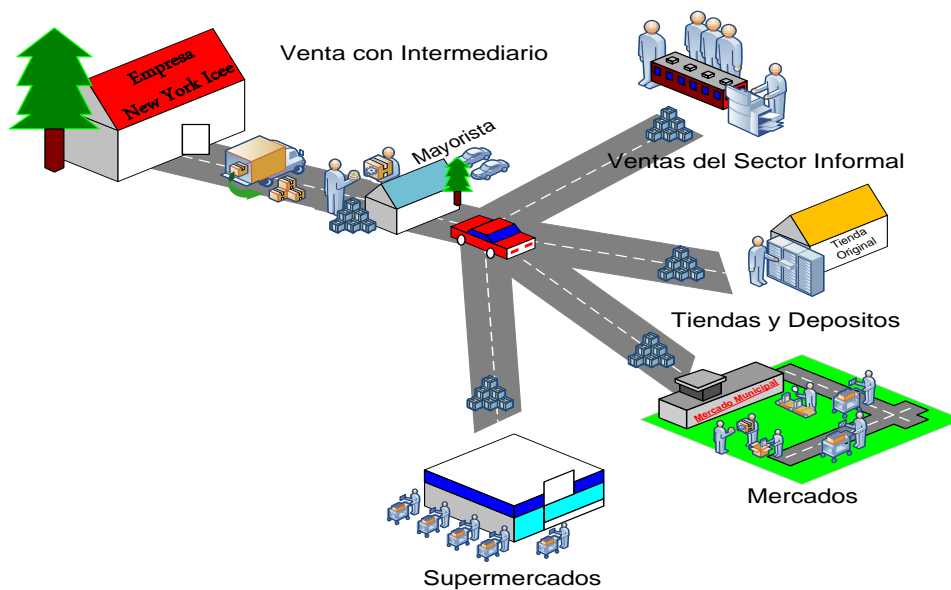 Venta con Intermediario
Empresa
New York Icee
Mayorista
Ventas del Sector Informal
Tienda
Original
Tiendas y Depositos
Mercado Municipal
Mercados
Supermercados